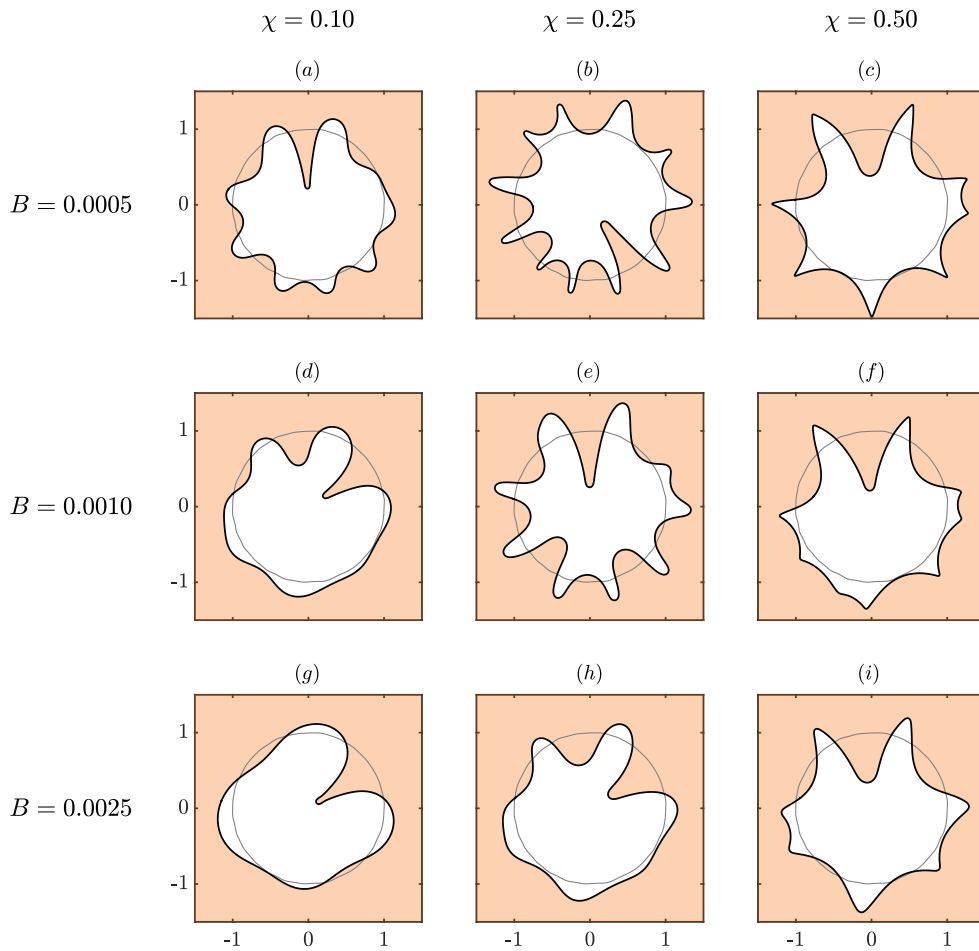 χ = 0.10 χ = 0.25 χ = 0.50
(a) (b) (c)
1
B = 0.0005 0
-1
(d) (e) (f)
1
B = 0.0010 0
-1
(g) (h) (i)
1
B = 0.0025 0
-1
-1 0 1 -1 0 1 -1 0 1